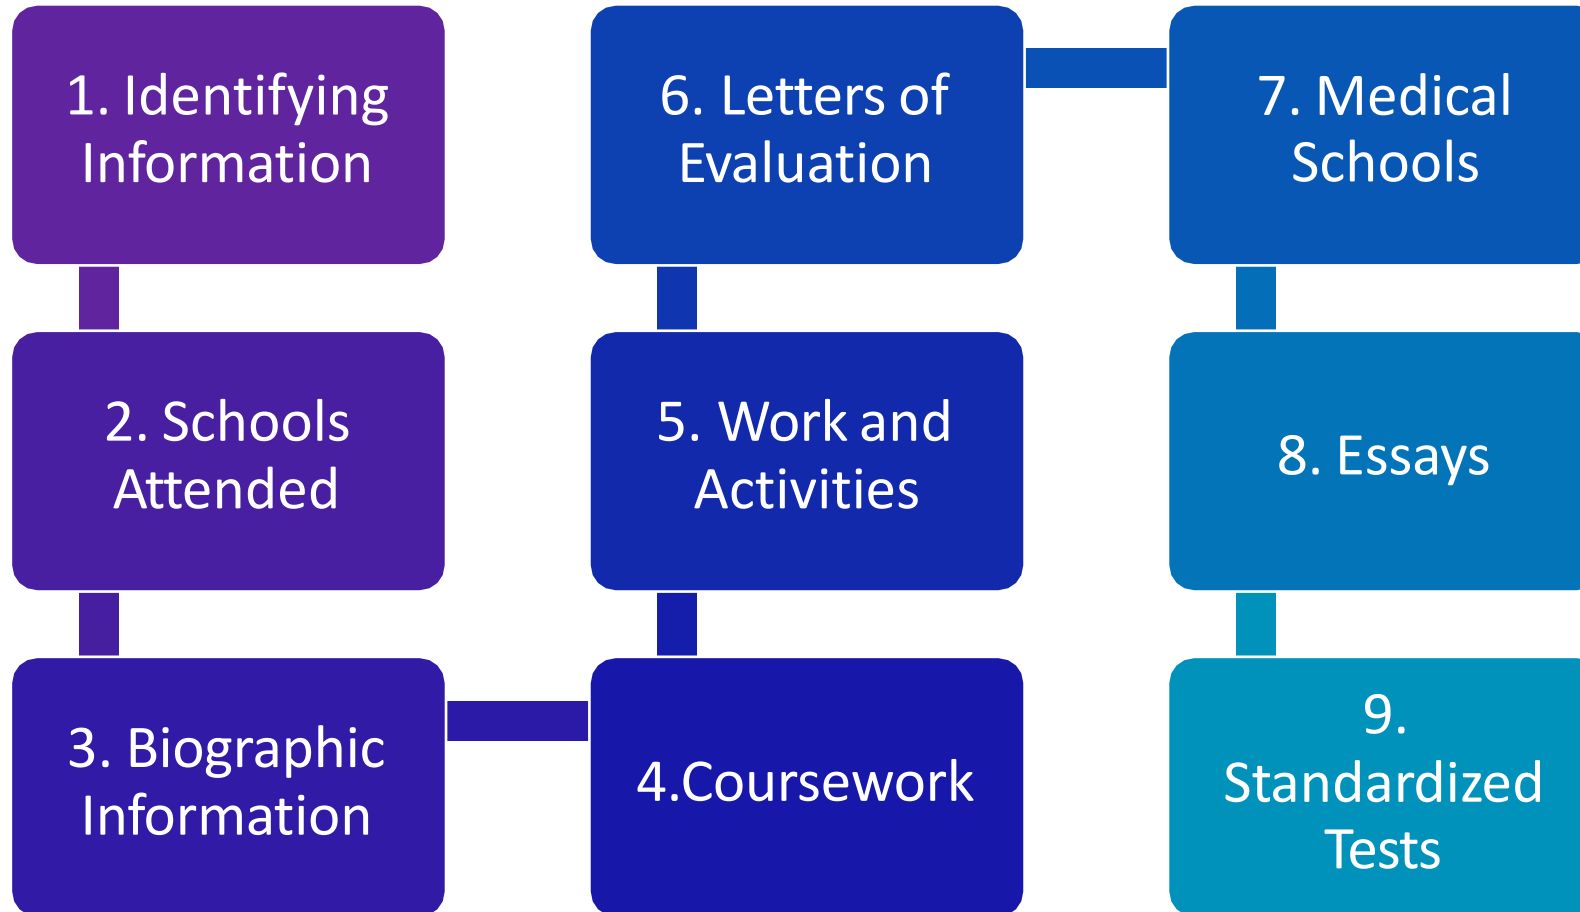 1. Identifying
Information
2. Schools
Attended
3. Biographic
Information
4.Coursework
5. Work and
Activities
6. Letters of
Evaluation
7. Medical
Schools
8. Essays
9.
Standardized
Tests